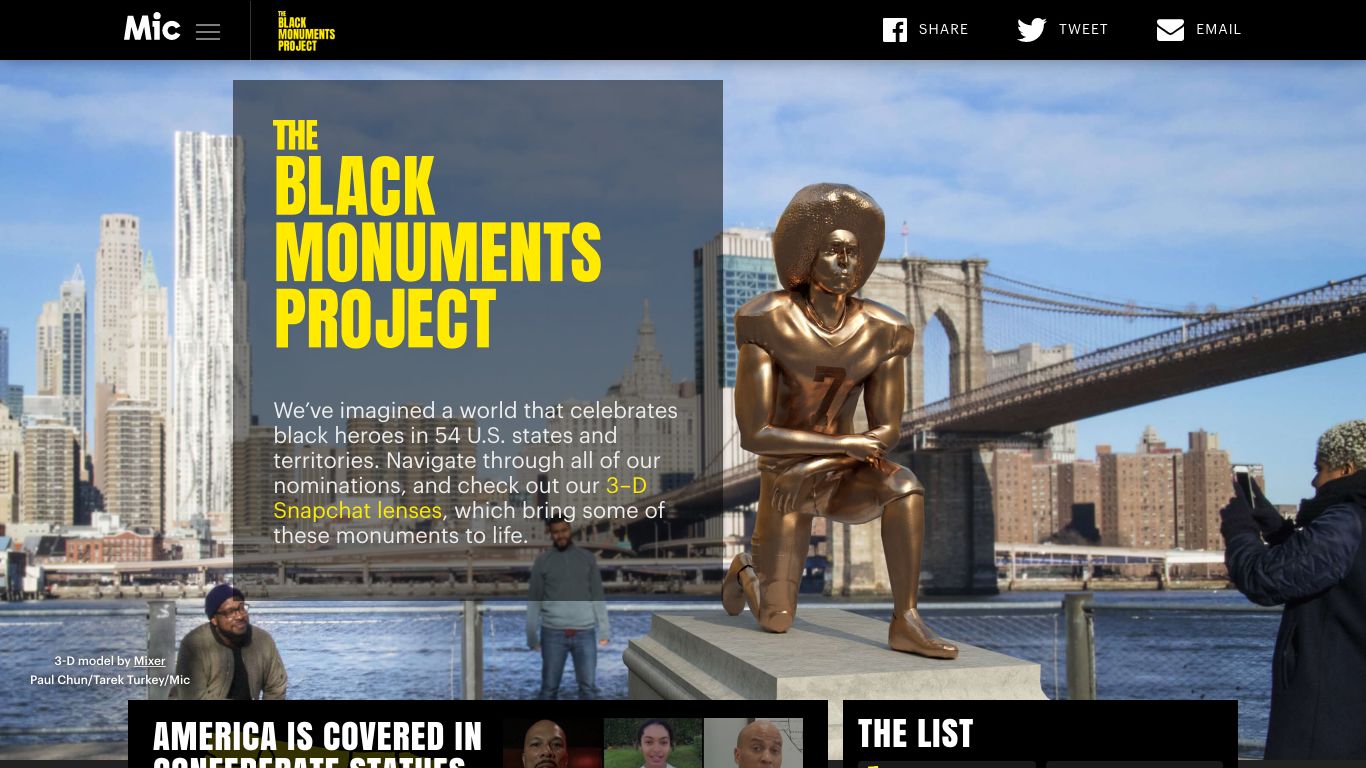 Mic
THE
BLACK
MONUMENTS
PROJECT
SHARE
TWEET
EMAIL
THE
BLACK
MONUMENTS
PROJECT
We’ve imagined a world that celebrates
black heroes in 54 U.S. states and
territories. Navigate through all of our
nominations, and check out our 3–D
Snapchat lenses, which bring some of
these monuments to life.
7
3-D model by Mixer
Paul Chun/Tarek Turkey/Mic
AMERICA IS COVERED IN
CONFEDERATE STATUES
THE LIST